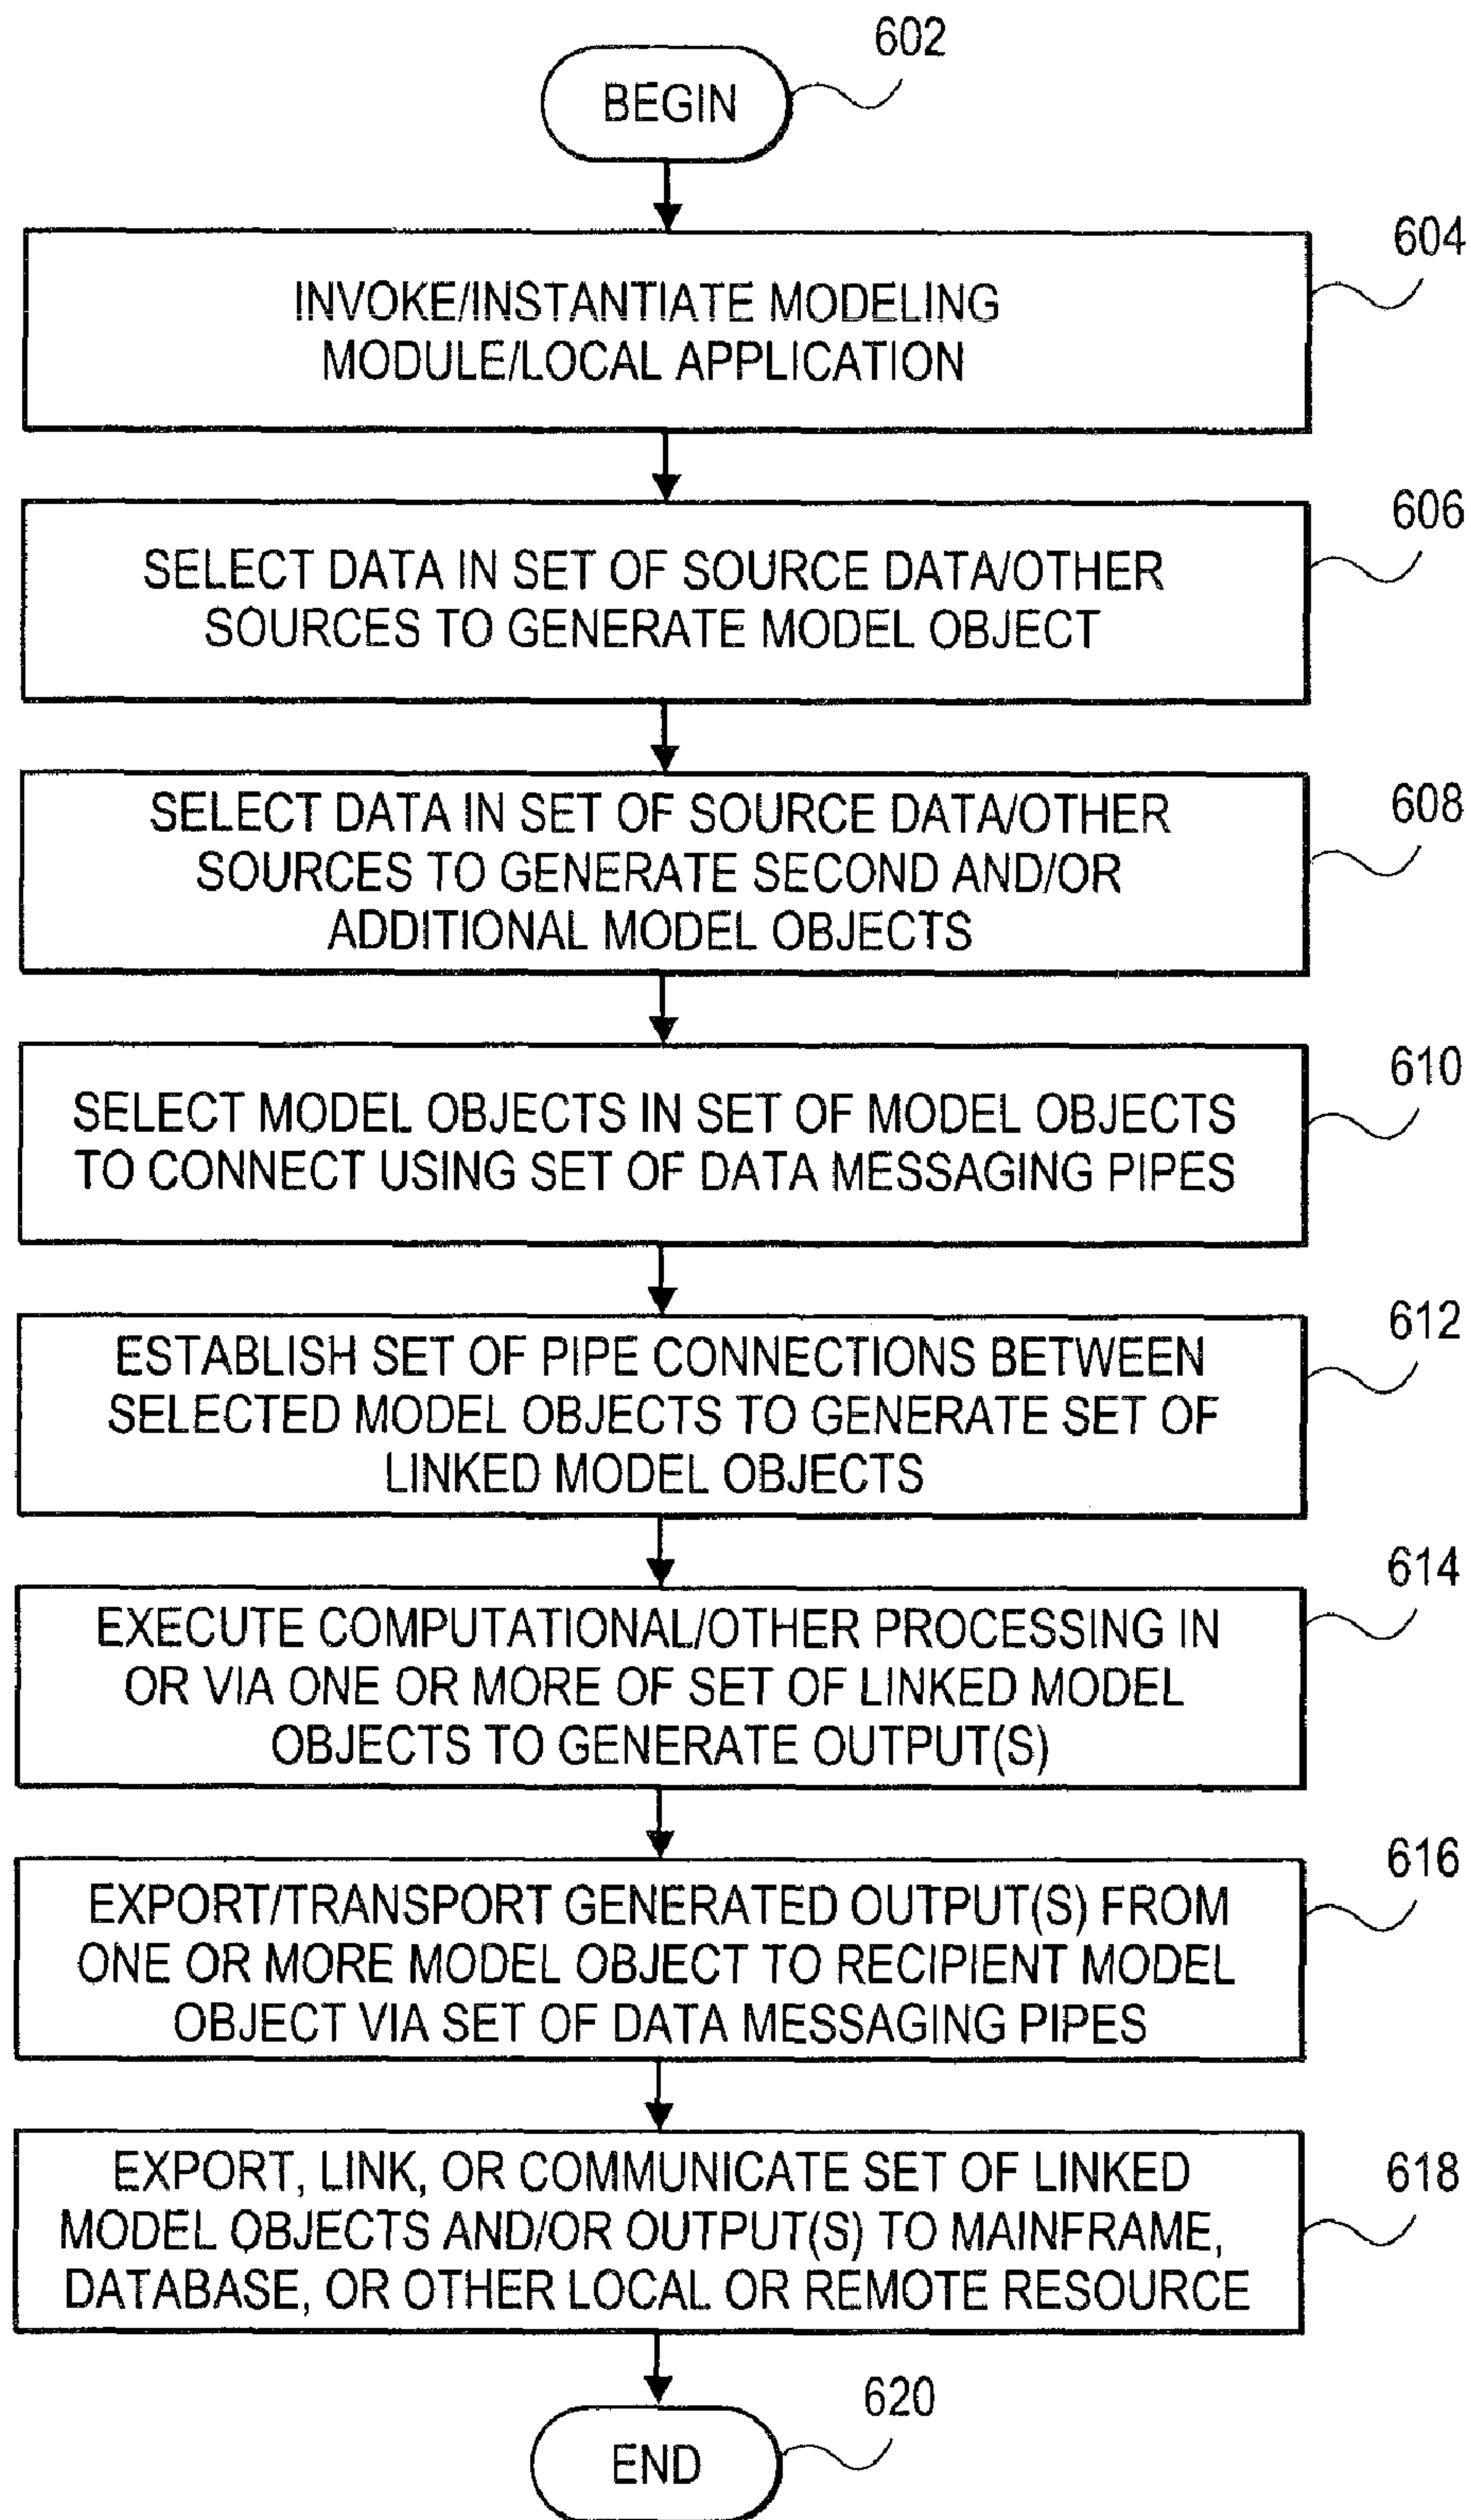 602
BEGIN
604
INVOKE/INSTANTIATE MODELING
MODULE/LOCAL APPLICATION
606
SELECT DATA IN SET OF SOURCE DATA/OTHER
SOURCES TO GENERATE MODEL OBJECT
608
SELECT DATA IN SET OF SOURCE DATA/OTHER
SOURCES TO GENERATE SECOND AND/OR
ADDITIONAL MODEL OBJECTS
610
SELECT MODEL OBJECTS IN SET OF MODEL OBJECTS
TO CONNECT USING SET OF DATA MESSAGING PIPES
612
ESTABLISH SET OF PIPE CONNECTIONS BETWEEN
SELECTED MODEL OBJECTS TO GENERATE SET OF
LINKED MODEL OBJECTS
614
EXECUTE COMPUTATIONAL/OTHER PROCESSING IN
OR VIA ONE OR MORE OF SET OF LINKED MODEL
OBJECTS TO GENERATE OUTPUT(S)
616
EXPORT/TRANSPORT GENERATED OUTPUT(S) FROM
ONE OR MORE MODEL OBJECT TO RECIPIENT MODEL
OBJECT VIA SET OF DATA MESSAGING PIPES
618
EXPORT, LINK, OR COMMUNICATE SET OF LINKED
MODEL OBJECTS AND/OR OUTPUT(S) TO MAINFRAME,
DATABASE, OR OTHER LOCAL OR REMOTE RESOURCE
620
END